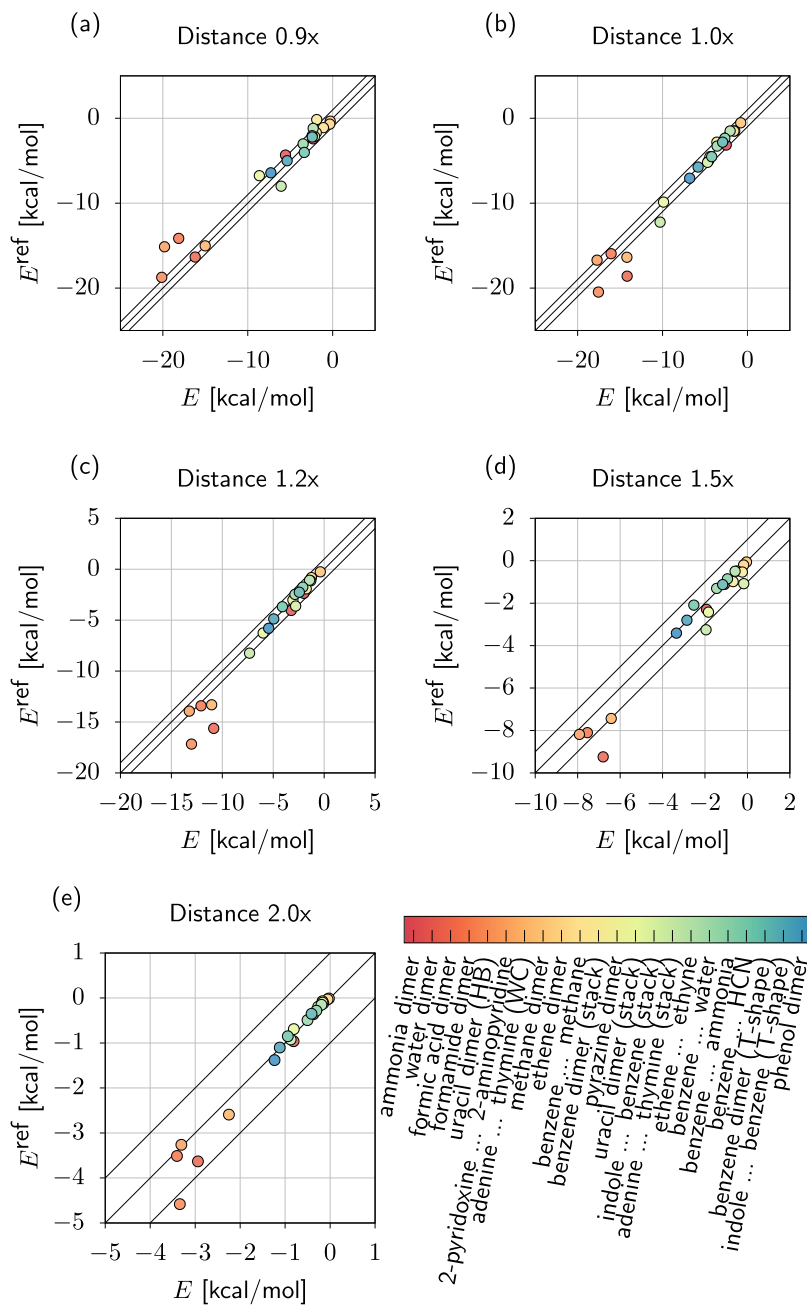 (a)
Distance 0.9x
0
−10
−20
E^ref [kcal/mol]
−20 −10 0
E [kcal/mol]
(b)
Distance 1.0x
0
−10
−20
E^ref [kcal/mol]
−20 −10 0
E [kcal/mol]
(c)
Distance 1.2x
5
0
−5
−10
−15
−20
E^ref [kcal/mol]
−20 −15 −10 −5 0 5
E [kcal/mol]
(d)
Distance 1.5x
2
0
−2
−4
−6
−8
−10
E^ref [kcal/mol]
−10 −8 −6 −4 −2 0 2
E [kcal/mol]
(e)
Distance 2.0x
1
0
−1
−2
−3
−4
−5
E^ref [kcal/mol]
−5 −4 −3 −2 −1 0 1
E [kcal/mol]
ammonia dimer
water dimer
formic acid dimer
formamide dimer
uracil dimer (HB)
2-pyridoxine ... 2-aminopyridine
adenine ... thymine (WC)
methane dimer
ethene dimer
benzene ... methane
benzene dimer (stack)
pyrazine dimer
uracil dimer (stack)
indole ... benzene (stack)
adenine ... thymine (stack)
ethene ... ethyne
benzene ... water
benzene ... ammonia
benzene ... HCN
benzene dimer (T-shape)
indole ... benzene (T-shape)
phenol dimer